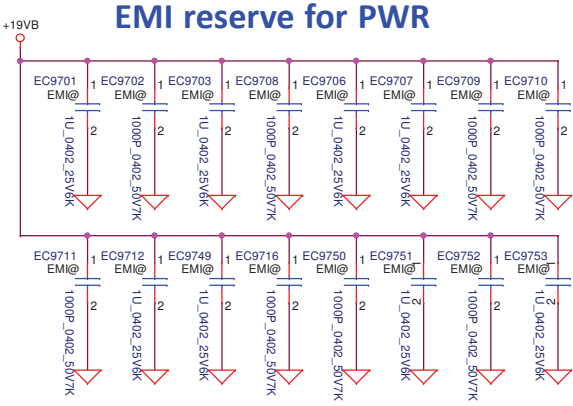 EMI reserve for PWR
+19VB
EC9701 EC9702 EC9703 EC9708 EC9706 EC9707 EC9709 EC9710
EMI@ EMI@ EMI@ EMI@ EMI@ EMI@ EMI@ EMI@
1 1 1 1 1 1 1 1
2 2 2 2 2 2 2 2
1U_0402_25V6K
1000P_0402_50V7K
1U_0402_25V6K
1000P_0402_50V7K
1U_0402_25V6K
1U_0402_25V6K
1000P_0402_50V7K
1000P_0402_50V7K
EC9711 EC9712 EC9749 EC9716 EC9750 EC9751 EC9752 EC9753
EMI@ EMI@ EMI@ EMI@ EMI@ EMI@ EMI@ EMI@
1 1 1 1 1 1 1 1
2 2 2 2 2 2 2 2
1000P_0402_50V7K
1U_0402_25V6K
1U_0402_25V6K
1000P_0402_50V7K
1000P_0402_50V7K
1U_0402_25V6K
1000P_0402_50V7K
1U_0402_25V6K